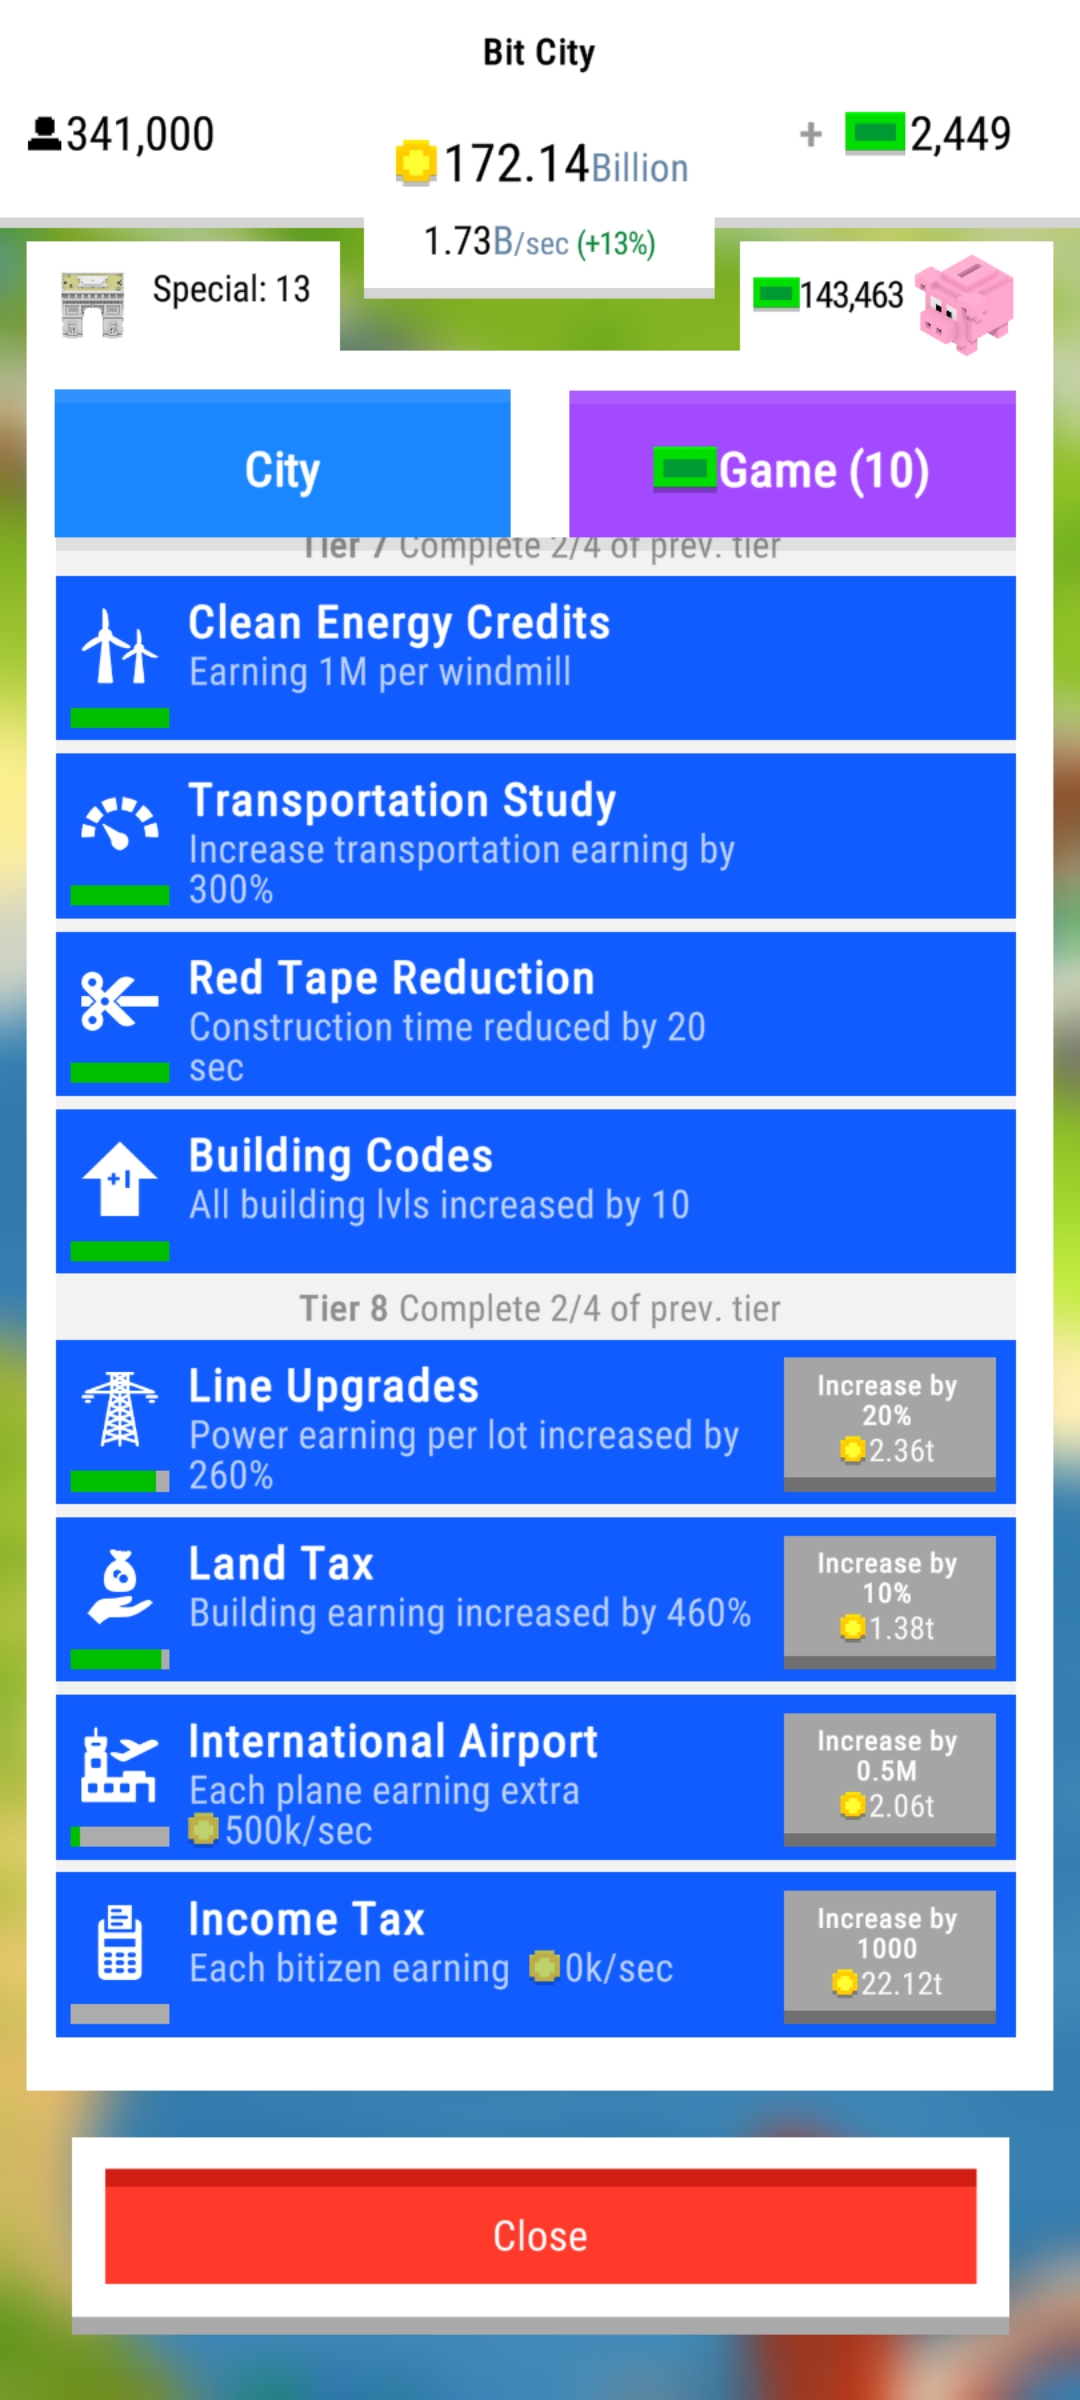 Bit City
341,000
172.14Billion
+ 2,449
1.73B/sec (+13%)
Special: 13
143,463
City
Game (10)
Tier 7 Complete 2/4 of prev. tier
Clean Energy Credits
Earning 1M per windmill
Transportation Study
Increase transportation earning by
300%
Red Tape Reduction
Construction time reduced by 20
sec
Building Codes
+1
All building lvls increased by 10
Tier 8 Complete 2/4 of prev. tier
Line Upgrades
Power earning per lot increased by
260%
Increase by
20%
2.36t
Land Tax
Building earning increased by 460%
Increase by
10%
1.38t
International Airport
Each plane earning extra
500k/sec
Increase by
0.5M
2.06t
Income Tax
Each bitizen earning 0k/sec
Increase by
1000
22.12t
Close